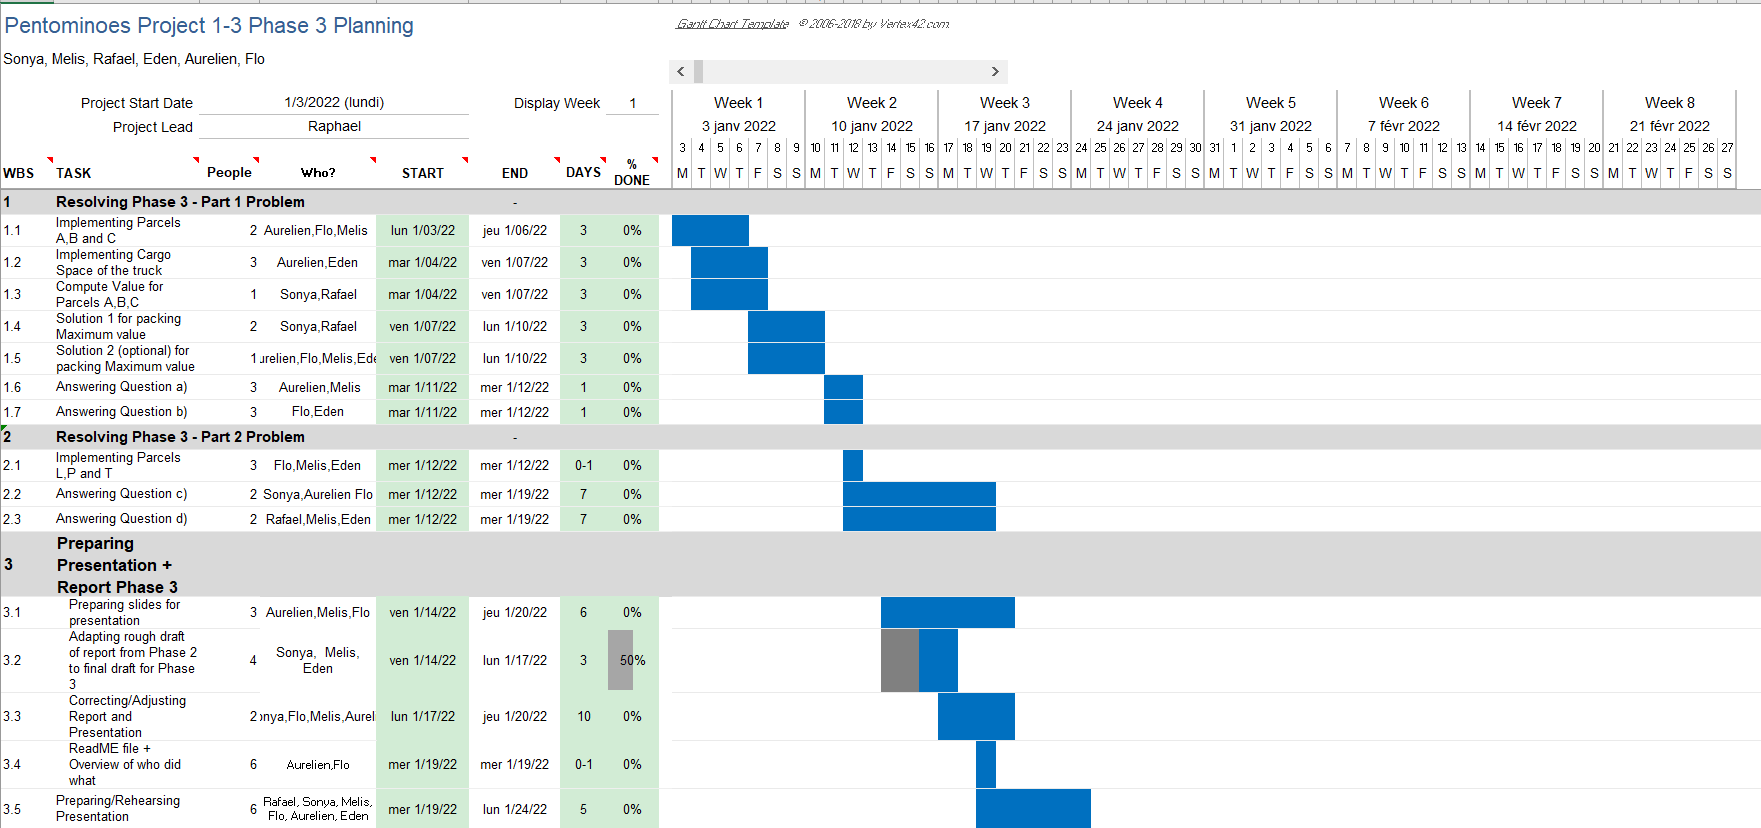 Pentominoes Project 1-3 Phase 3 Planning
Gantt Chart Template © 2006-2018 by Vertex42.com.
Sonya, Melis, Rafael, Eden, Aurelien, Flo
Project Start Date 1/3/2022 (lundi) Display Week 1 Week 1 Week 2 Week 3 Week 4 Week 5 Week 6 Week 7 Week 8
Project Lead Raphael 3 janv 2022 10 janv 2022 17 janv 2022 24 janv 2022 31 janv 2022 7 févr 2022 14 févr 2022 21 févr 2022
3 4 5 6 7 8 9 10 11 12 13 14 15 16 17 18 19 20 21 22 23 24 25 26 27 28 29 30 31 1 2 3 4 5 6 7 8 9 10 11 12 13 14 15 16 17 18 19 20 21 22 23 24 25 26 27
WBS TASK People Who? START END DAYS % DONE M T W T F S S M T W T F S S M T W T F S S M T W T F S S M T W T F S S M T W T F S S M T W T F S S M T W T F S S
1 Resolving Phase 3 - Part 1 Problem -
1.1 Implementing Parcels A,B and C 2 Aurelien,Flo,Melis lun 1/03/22 jeu 1/06/22 3 0%
1.2 Implementing Cargo Space of the truck 3 Aurelien,Eden mar 1/04/22 ven 1/07/22 3 0%
1.3 Compute Value for Parcels A,B,C 1 Sonya,Rafael mar 1/04/22 ven 1/07/22 3 0%
1.4 Solution 1 for packing Maximum value 2 Sonya,Rafael ven 1/07/22 lun 1/10/22 3 0%
1.5 Solution 2 (optional) for packing Maximum value 1 urelien,Flo,Melis,Ede ven 1/07/22 lun 1/10/22 3 0%
1.6 Answering Question a) 3 Aurelien,Melis mar 1/11/22 mer 1/12/22 1 0%
1.7 Answering Question b) 3 Flo,Eden mar 1/11/22 mer 1/12/22 1 0%
2 Resolving Phase 3 - Part 2 Problem -
2.1 Implementing Parcels L,P and T 3 Flo,Melis,Eden mer 1/12/22 mer 1/12/22 0-1 0%
2.2 Answering Question c) 2 Sonya,Aurelien Flo mer 1/12/22 mer 1/19/22 7 0%
2.3 Answering Question d) 2 Rafael,Melis,Eden mer 1/12/22 mer 1/19/22 7 0%
3 Preparing Presentation + Report Phase 3
3.1 Preparing slides for presentation 3 Aurelien,Melis,Flo ven 1/14/22 jeu 1/20/22 6 0%
3.2 Adapting rough draft of report from Phase 2 to final draft for Phase 3 4 Sonya, Melis, Eden ven 1/14/22 lun 1/17/22 3 50%
3.3 Correcting/Adjusting Report and Presentation 2 onya,Flo,Melis,Aurel lun 1/17/22 jeu 1/20/22 10 0%
3.4 ReadME file + Overview of who did what 6 Aurelien,Flo mer 1/19/22 mer 1/19/22 0-1 0%
3.5 Preparing/Rehearsing Presentation 6 Rafael, Sonya, Melis, Flo, Aurelien, Eden mer 1/19/22 lun 1/24/22 5 0%